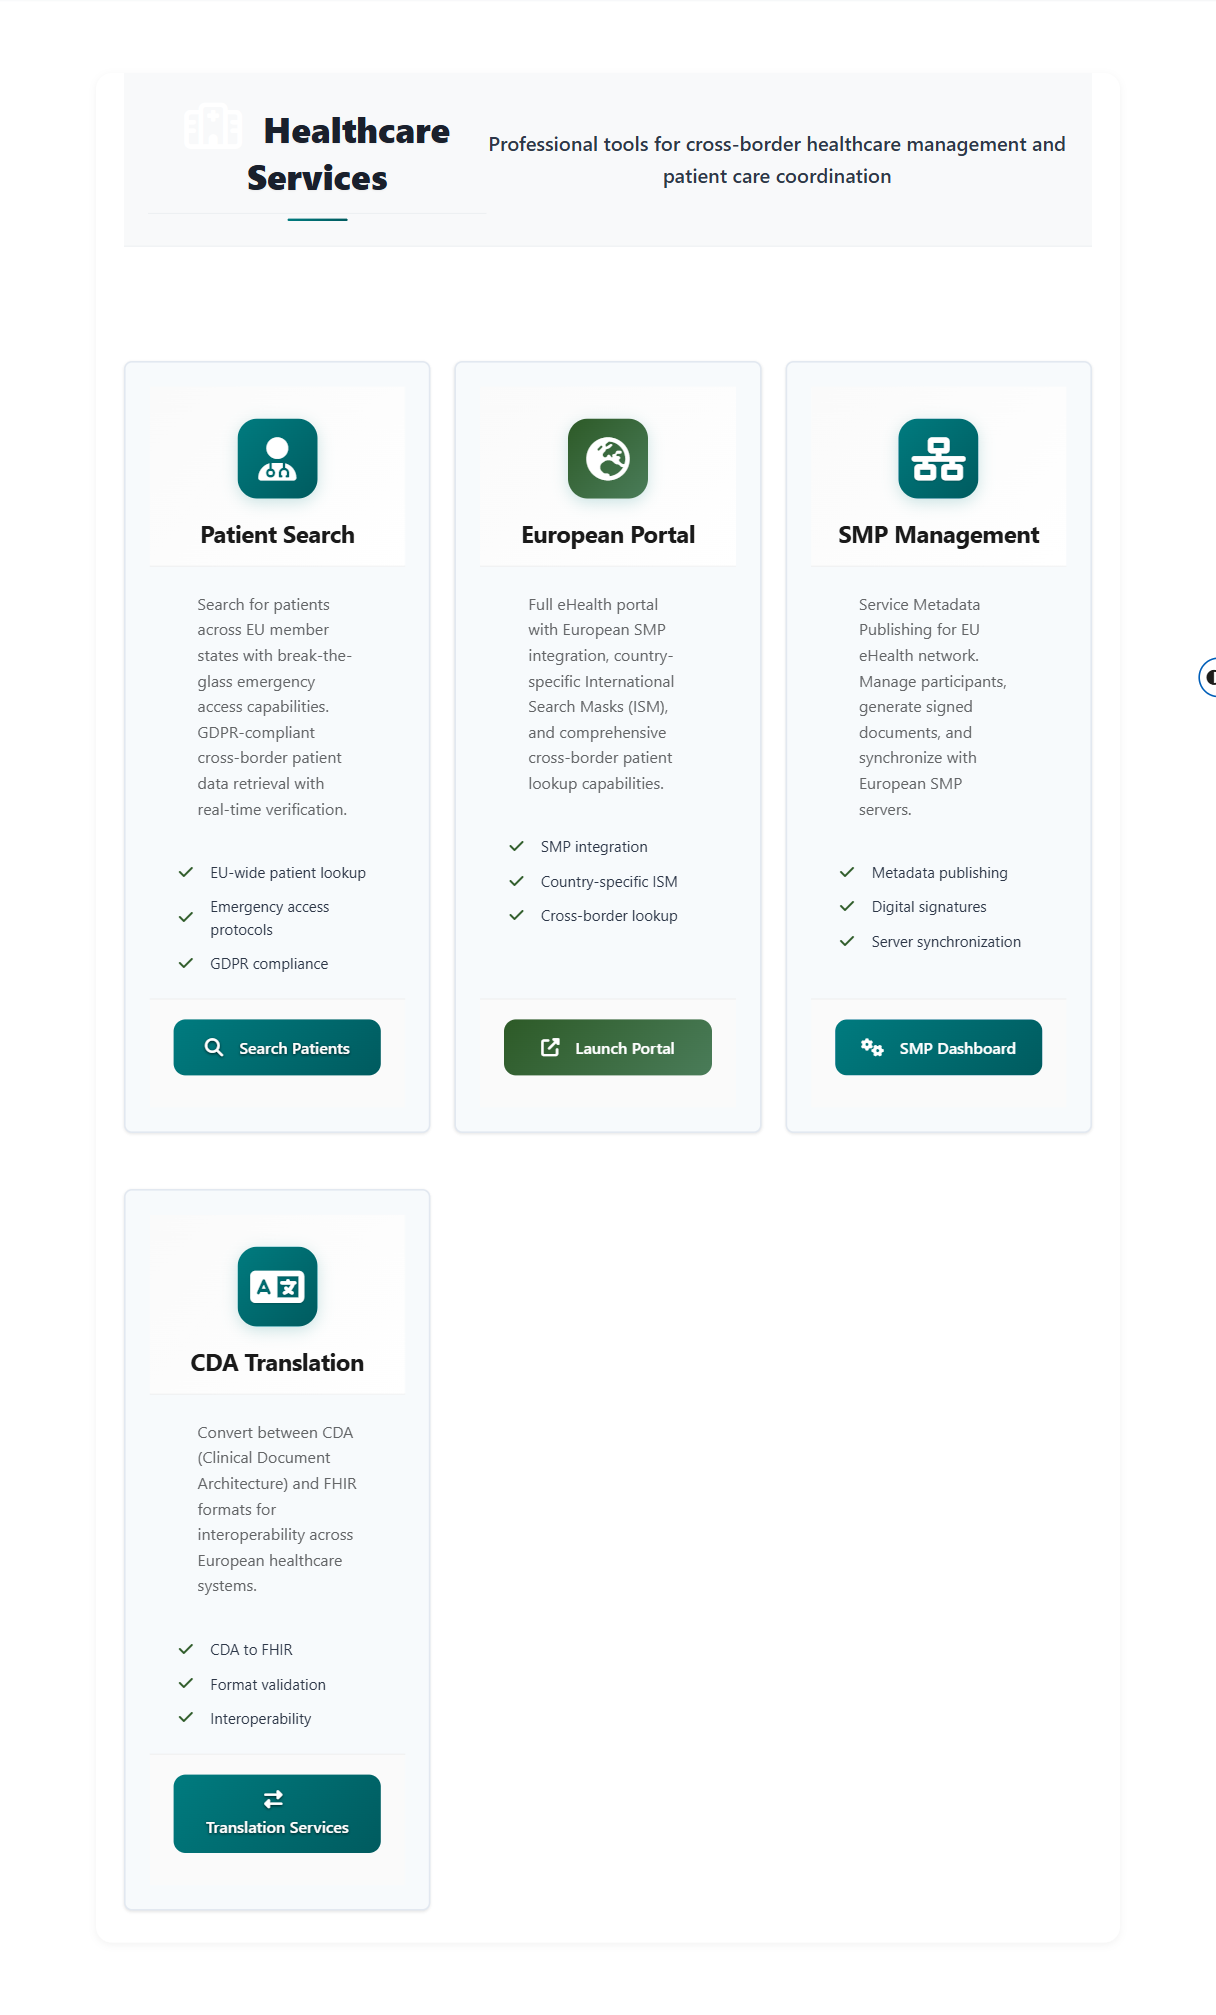 Healthcare
Services
Professional tools for cross-border healthcare management and
patient care coordination
Patient Search
Search for patients
across EU member
states with break-the-
glass emergency
access capabilities.
GDPR-compliant
cross-border patient
data retrieval with
real-time verification.
EU-wide patient lookup
Emergency access
protocols
GDPR compliance
Search Patients
European Portal
Full eHealth portal
with European SMP
integration, country-
specific International
Search Masks (ISM),
and comprehensive
cross-border patient
lookup capabilities.
SMP integration
Country-specific ISM
Cross-border lookup
Launch Portal
SMP Management
Service Metadata
Publishing for EU
eHealth network.
Manage participants,
generate signed
documents, and
synchronize with
European SMP
servers.
Metadata publishing
Digital signatures
Server synchronization
SMP Dashboard
CDA Translation
Convert between CDA
(Clinical Document
Architecture) and FHIR
formats for
interoperability across
European healthcare
systems.
CDA to FHIR
Format validation
Interoperability
Translation Services